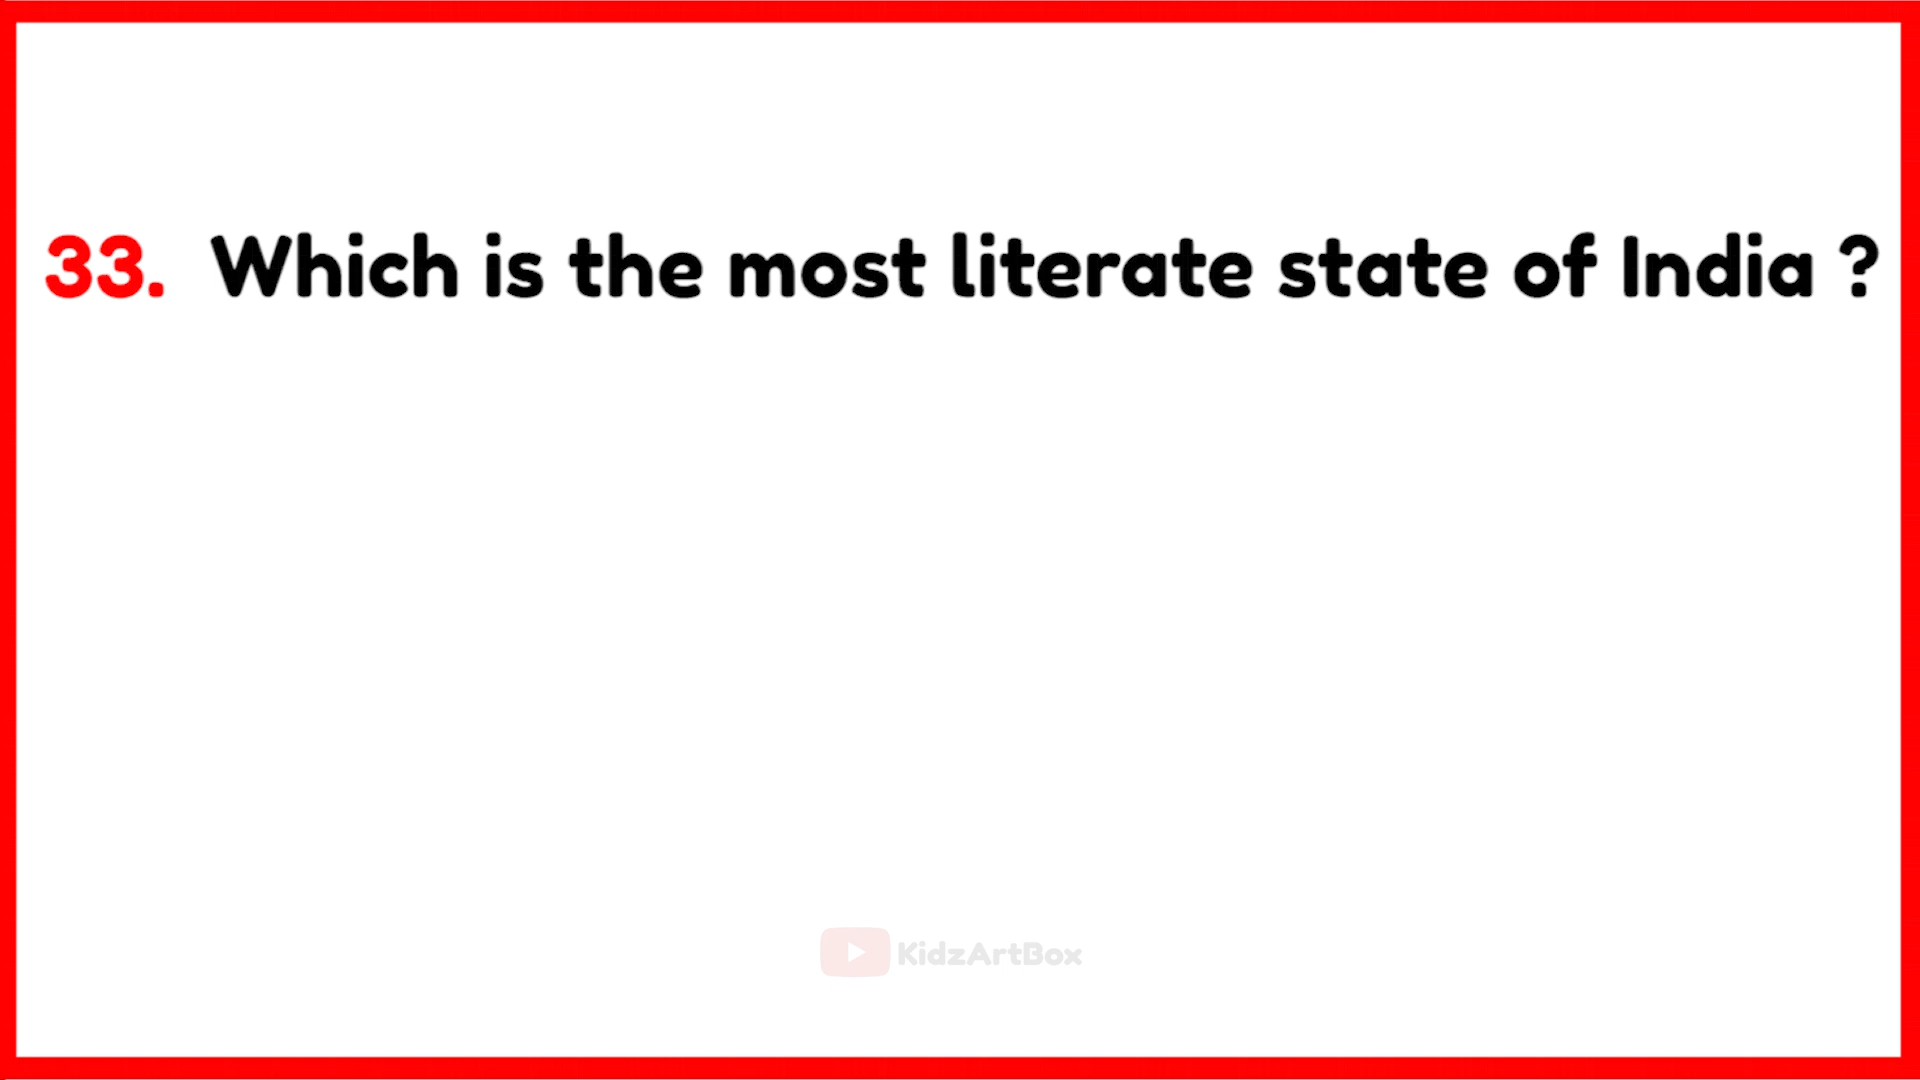 33. Which is the most literate state of India ?
KidzArtBox